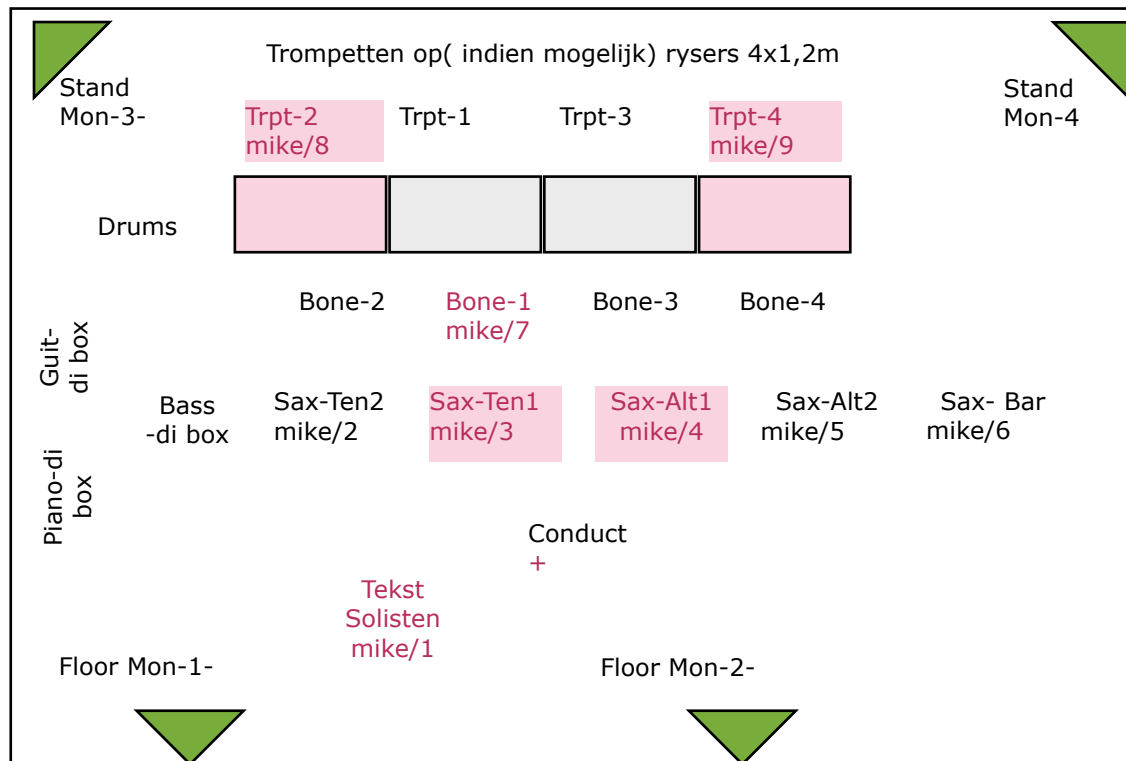 Trompetten op( indien mogelijk) rysers 4x1,2m
Stand
Mon-3-
Stand
Mon-4
Trpt-2
mike/8
Trpt-1
Trpt-3
Trpt-4
mike/9
Drums
Bone-2
Bone-1
mike/7
Bone-3
Bone-4
Guit-
di box
Bass
-di box
Sax-Ten2
mike/2
Sax-Ten1
mike/3
Sax-Alt1
mike/4
Sax-Alt2
mike/5
Sax- Bar
mike/6
Piano-di
box
Conduct
+
Tekst
Solisten
mike/1
Floor Mon-1-
Floor Mon-2-